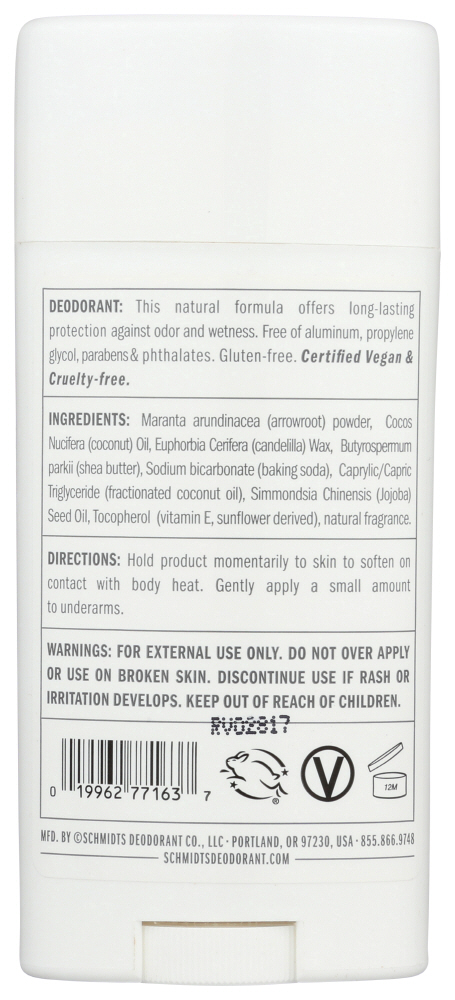 DEODORANT: This natural formula offers long-lasting
protection against odor and wetness. Free of aluminum, propylene
glycol, parabens & phthalates. Gluten-free. Certified Vegan &
Cruelty-free.
INGREDIENTS: Maranta arundinacea (arrowroot) powder, Cocos
Nucifera (coconut) Oil, Euphorbia Cerifera (candelilla) Wax, Butyrospermum
parkii (shea butter), Sodium bicarbonate (baking soda), Caprylic/Capric
Triglyceride (fractionated coconut oil), Simmondsia Chinensis (Jojoba)
Seed Oil, Tocopherol (vitamin E, sunflower derived), natural fragrance.
DIRECTIONS: Hold product momentarily to skin to soften on
contact with body heat. Gently apply a small amount
to underarms.
WARNINGS: FOR EXTERNAL USE ONLY. DO NOT OVER APPLY
OR USE ON BROKEN SKIN. DISCONTINUE USE IF RASH OR
IRRITATION DEVELOPS. KEEP OUT OF REACH OF CHILDREN.
RV02817
0 19962 77163 7
®
V
12M
MFD. BY ©SCHMIDTS DEODORANT CO., LLC · PORTLAND, OR 97230, USA · 855.866.9748
SCHMIDTSDEODORANT.COM